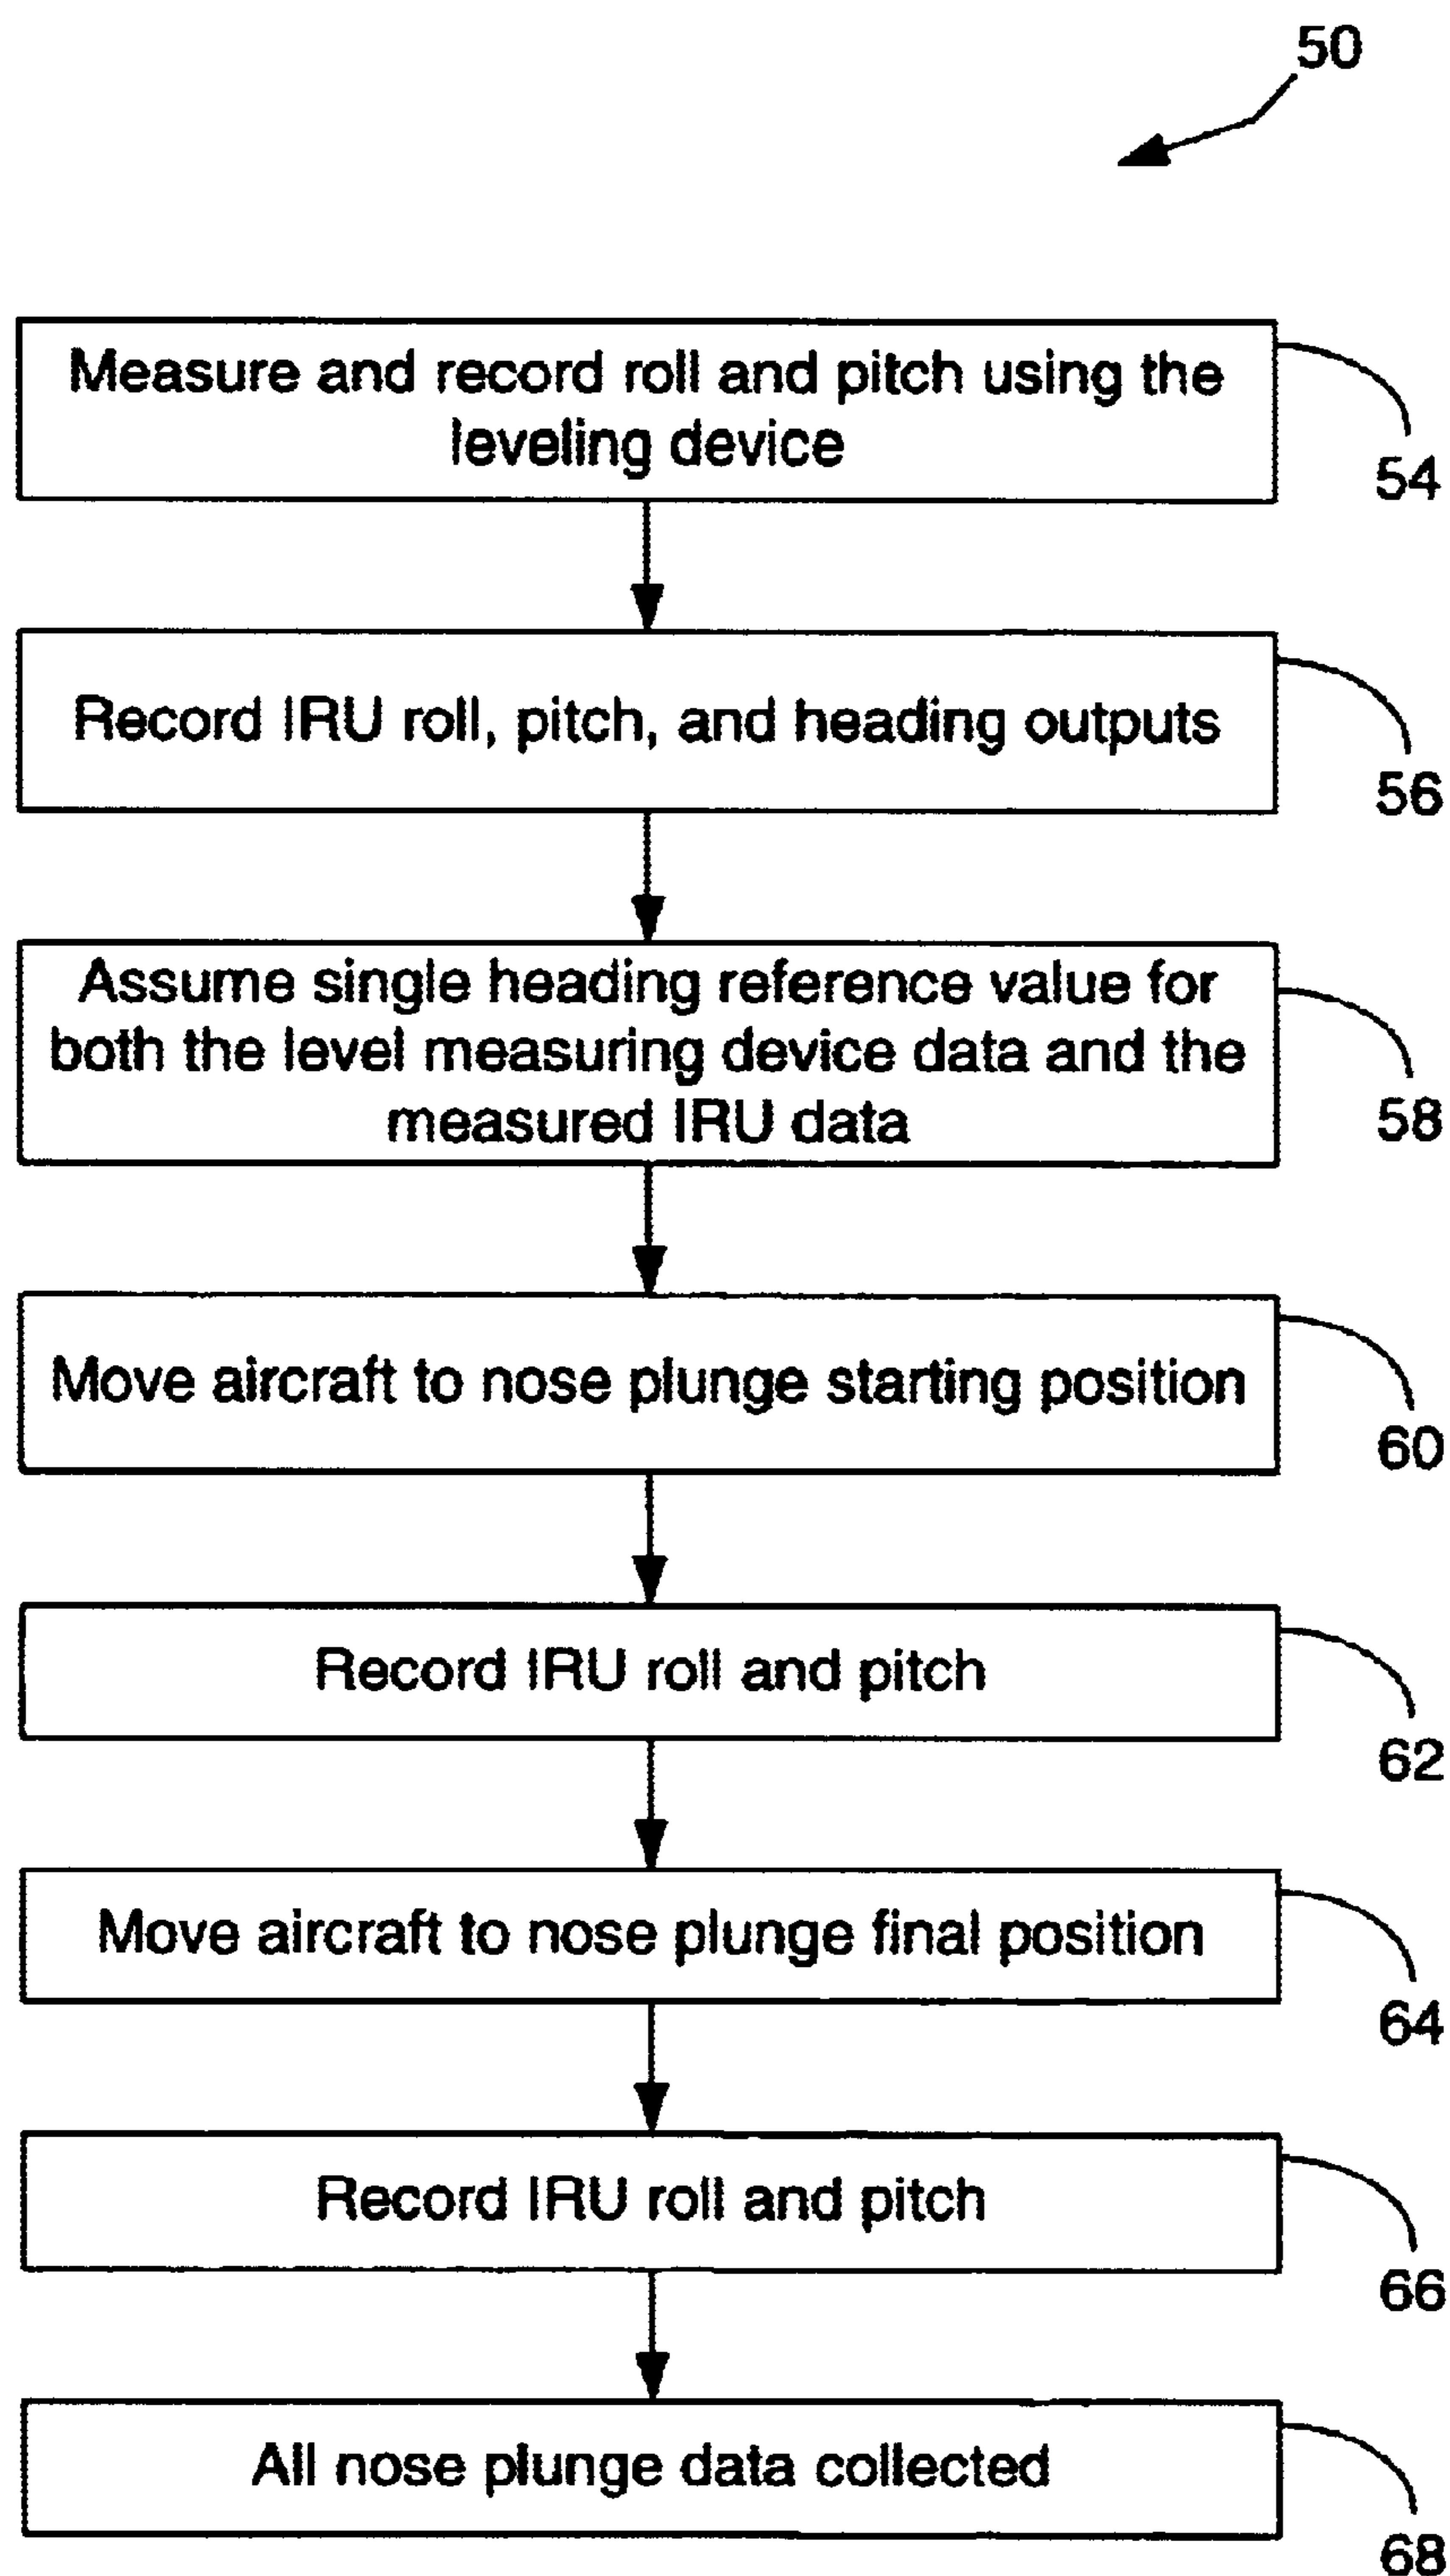 50
Measure and record roll and pitch using the
leveling device
54
Record IRU roll, pitch, and heading outputs
56
Assume single heading reference value for
both the level measuring device data and the
measured IRU data
58
Move aircraft to nose plunge starting position
60
Record IRU roll and pitch
62
Move aircraft to nose plunge final position
64
Record IRU roll and pitch
66
All nose plunge data collected
68